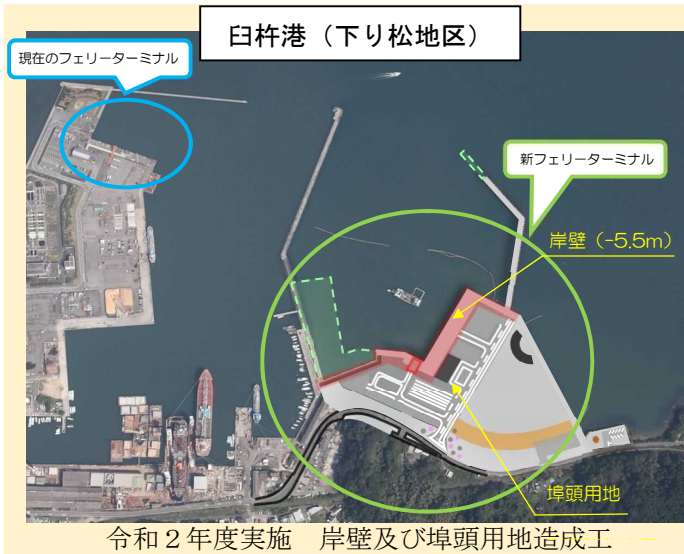 臼杵港（下り松地区）
現在のフェリーターミナル
新フェリーターミナル
岸壁（-5.5m）
埠頭用地
令和２年度実施　岸壁及び埠頭用地造成工